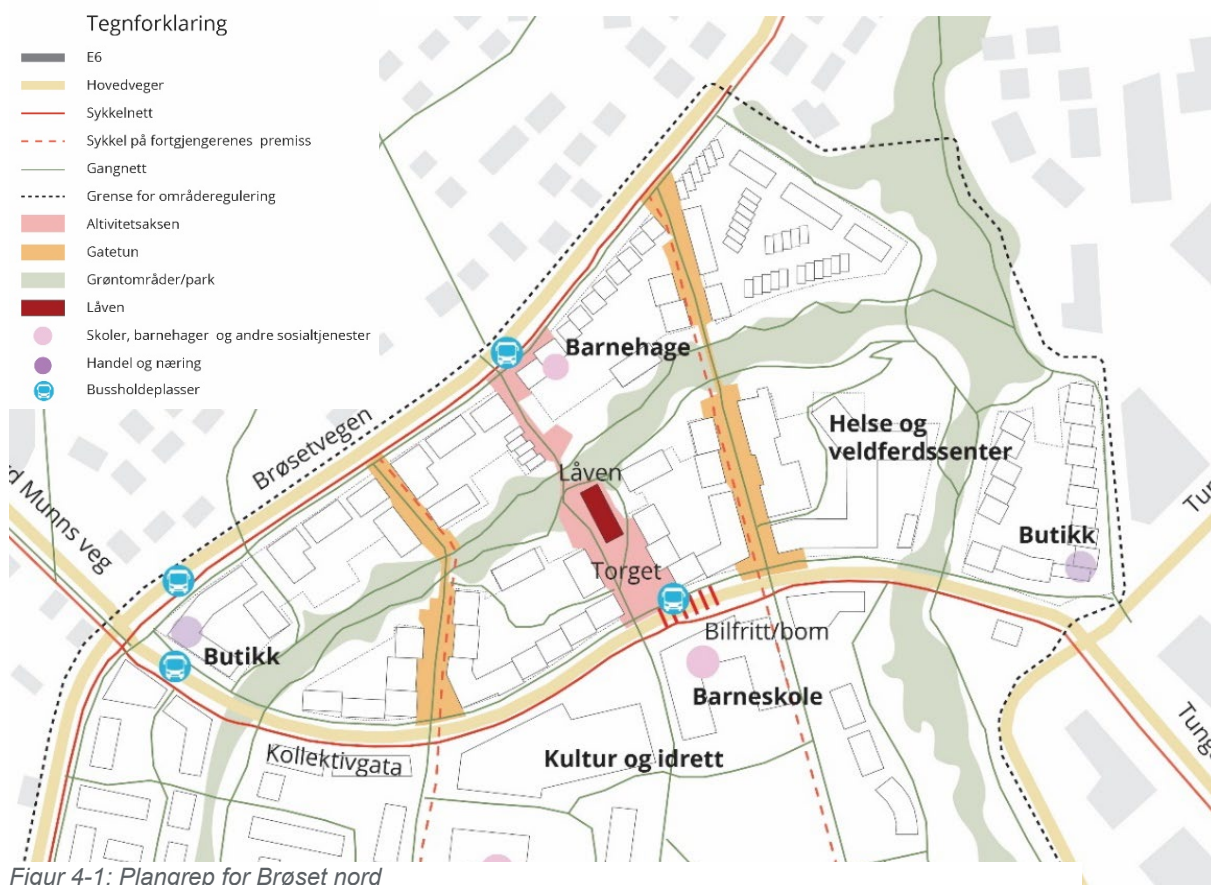 Tegnforklaring
E6
Hovedveger
Sykkelnett
Sykkel på fortgjengerenes premiss
Gangnett
Grense for områderegulering
Altivitetsaksen
Gatetun
Grøntområder/park
Låven
Skoler, barnehager og andre sosialtjenester
Handel og næring
Bussholdeplasser
Barnehage
Brøsetvegen
Helse og
veldferdssenter
Låven
Munns veg
Butikk
Torget
Bilfritt/bom
Butikk
Barneskole
Kollektivgata
Kultur og idrett
Figur 4-1: Plangrep for Brøset nord